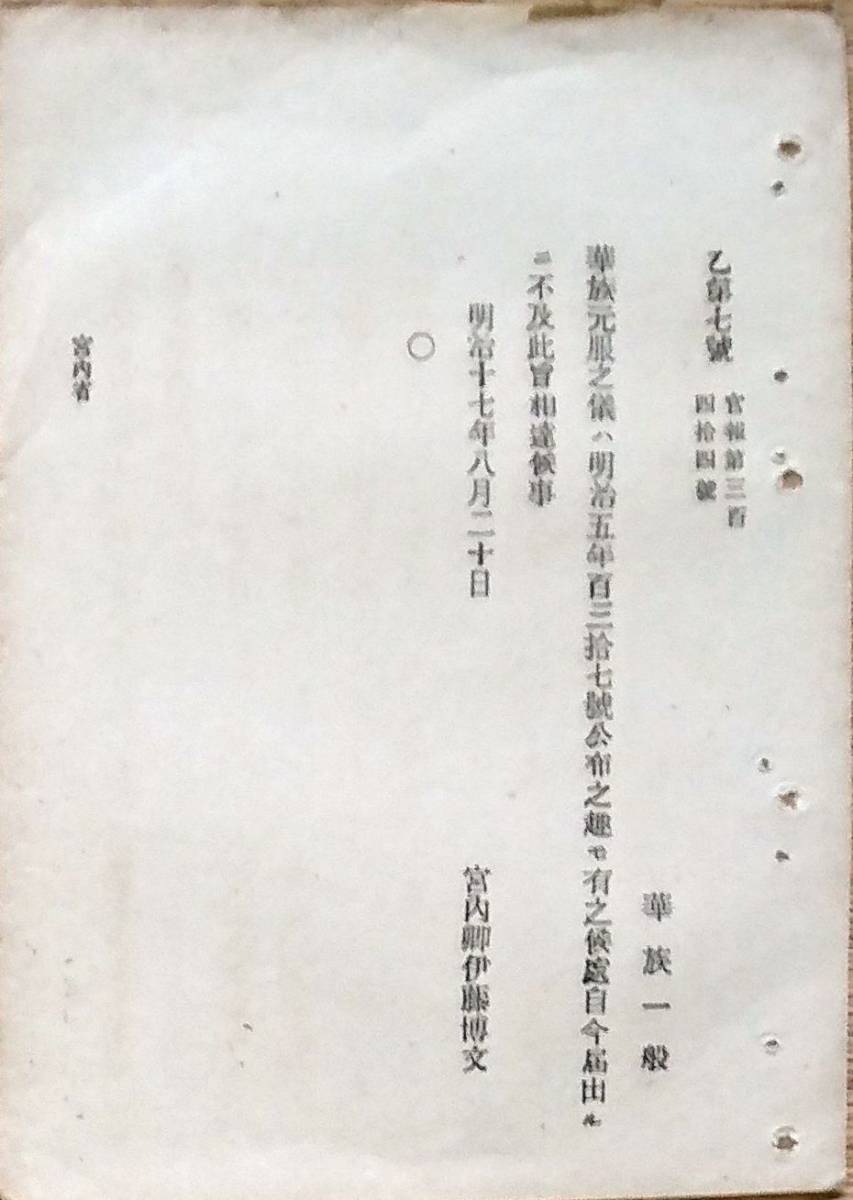 乙第七號
官報第三百
四拾四號
華族一般
華族元服之儀ハ明治五年百三拾七號公布之趣モ有之候處自今届出ル
ニ不及此旨相達候事
明治十七年八月二十日
宮內卿伊藤博文
〇
宮內省